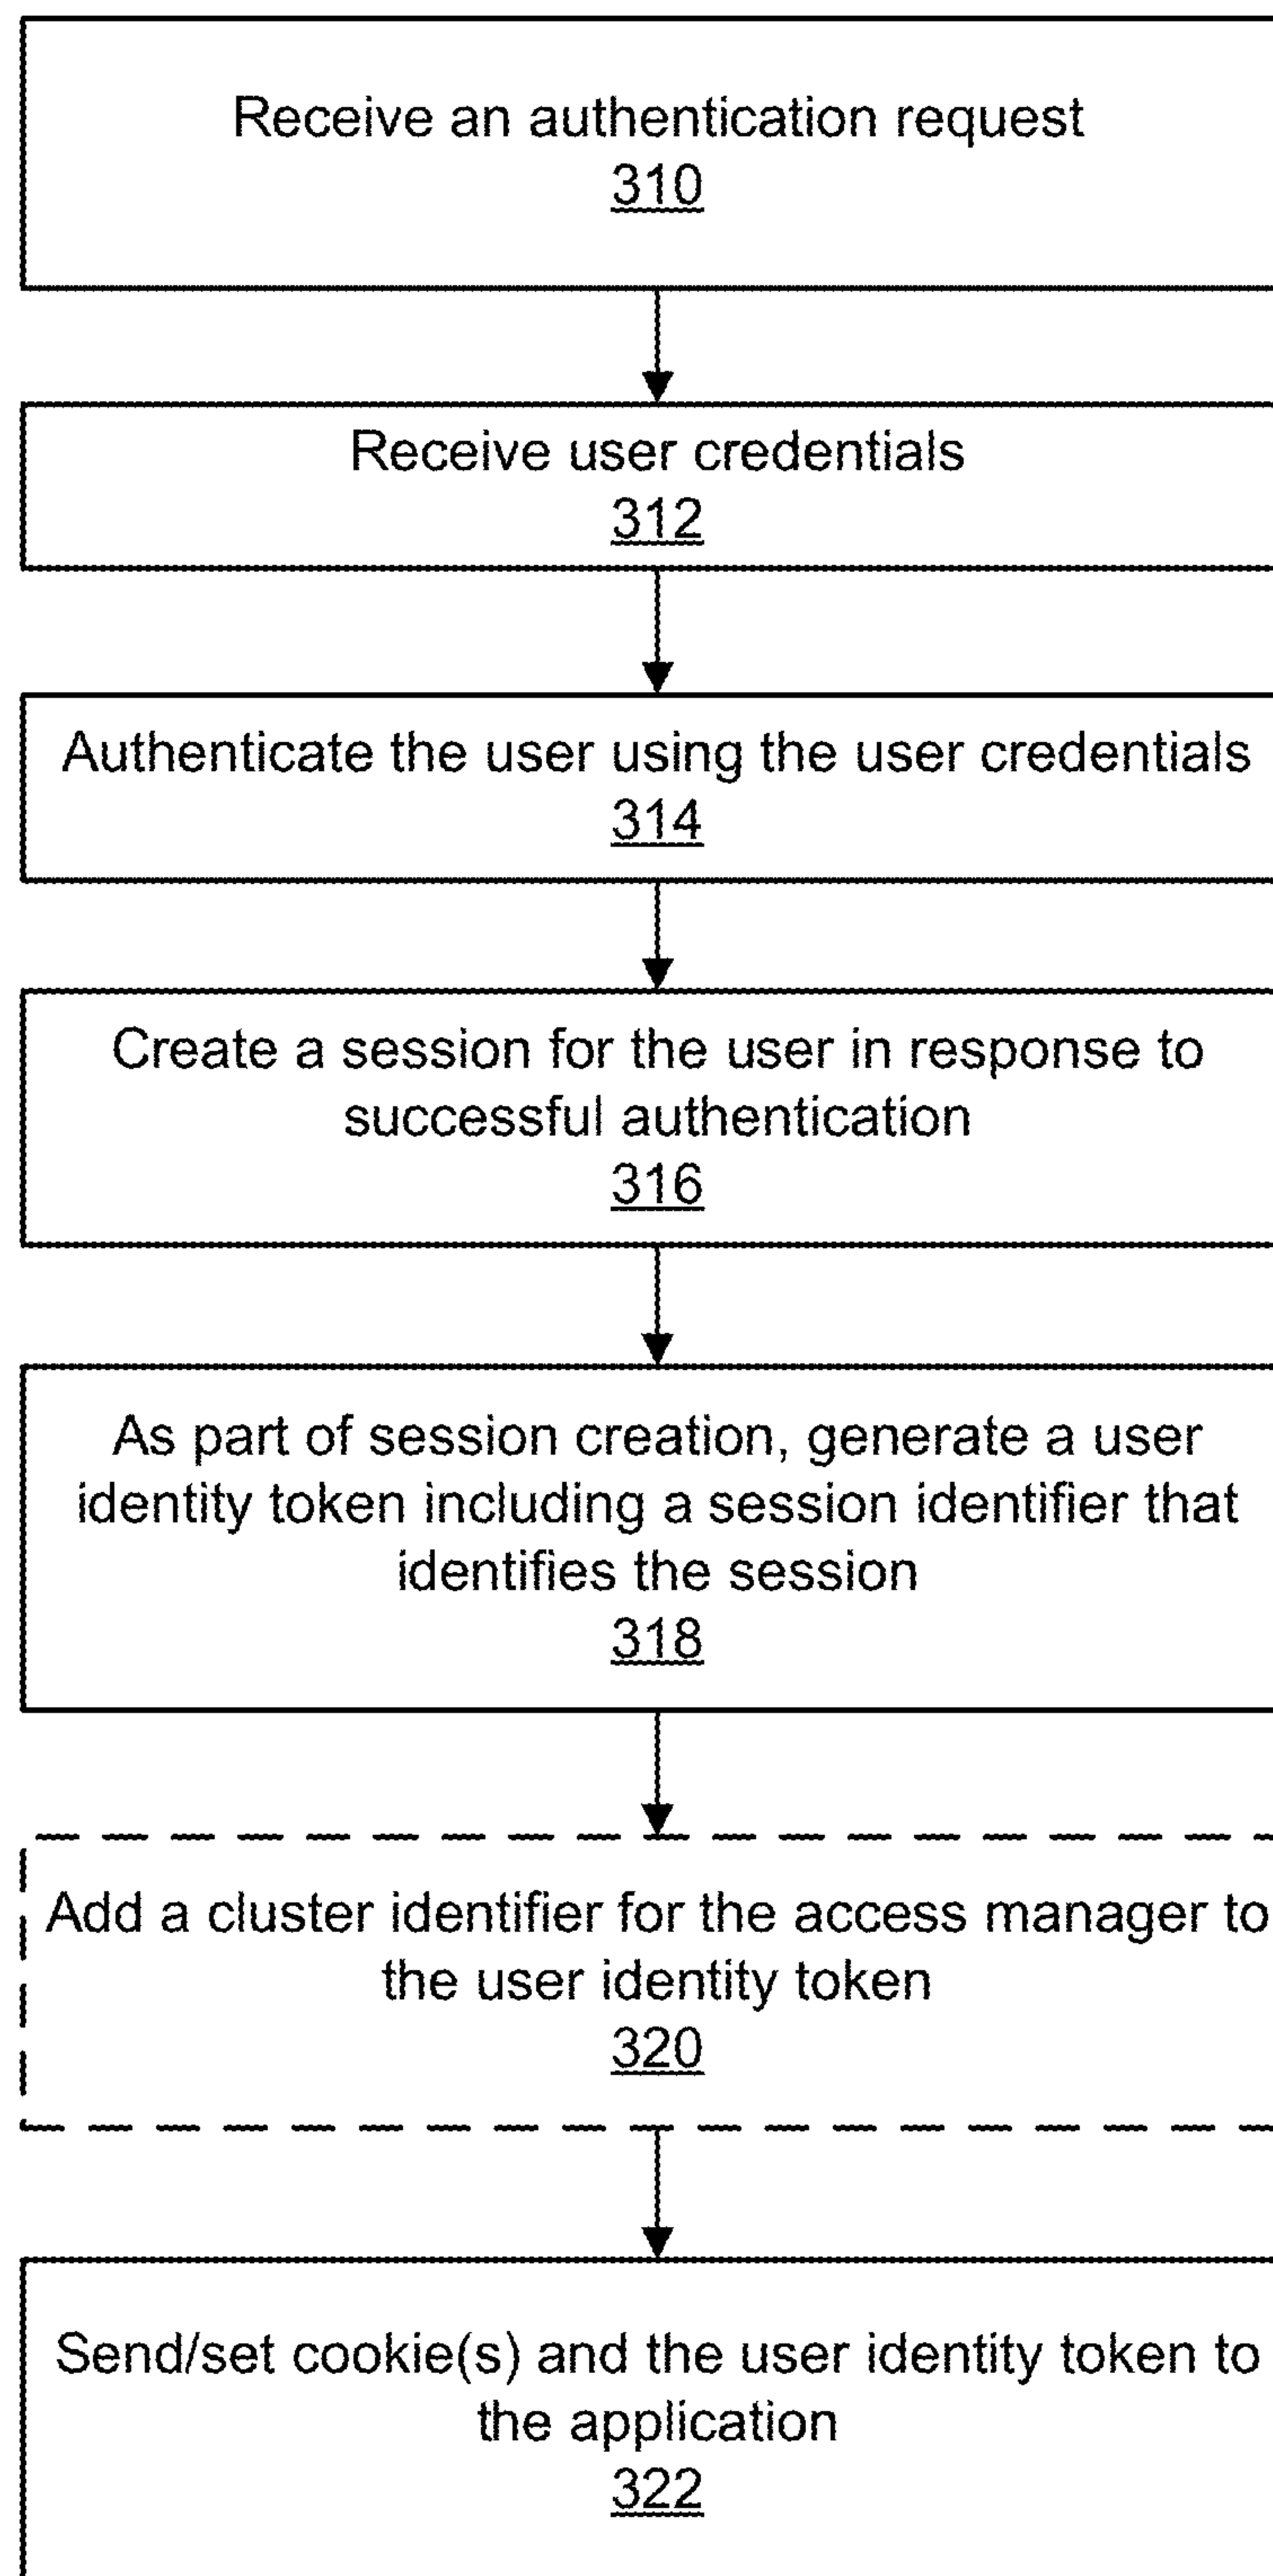 Receive an authentication request
310
Receive user credentials
312
Authenticate the user using the user credentials
314
Create a session for the user in response to
successful authentication
316
As part of session creation, generate a user
identity token including a session identifier that
identifies the session
318
Add a cluster identifier for the access manager to
the user identity token
320
Send/set cookie(s) and the user identity token to
the application
322